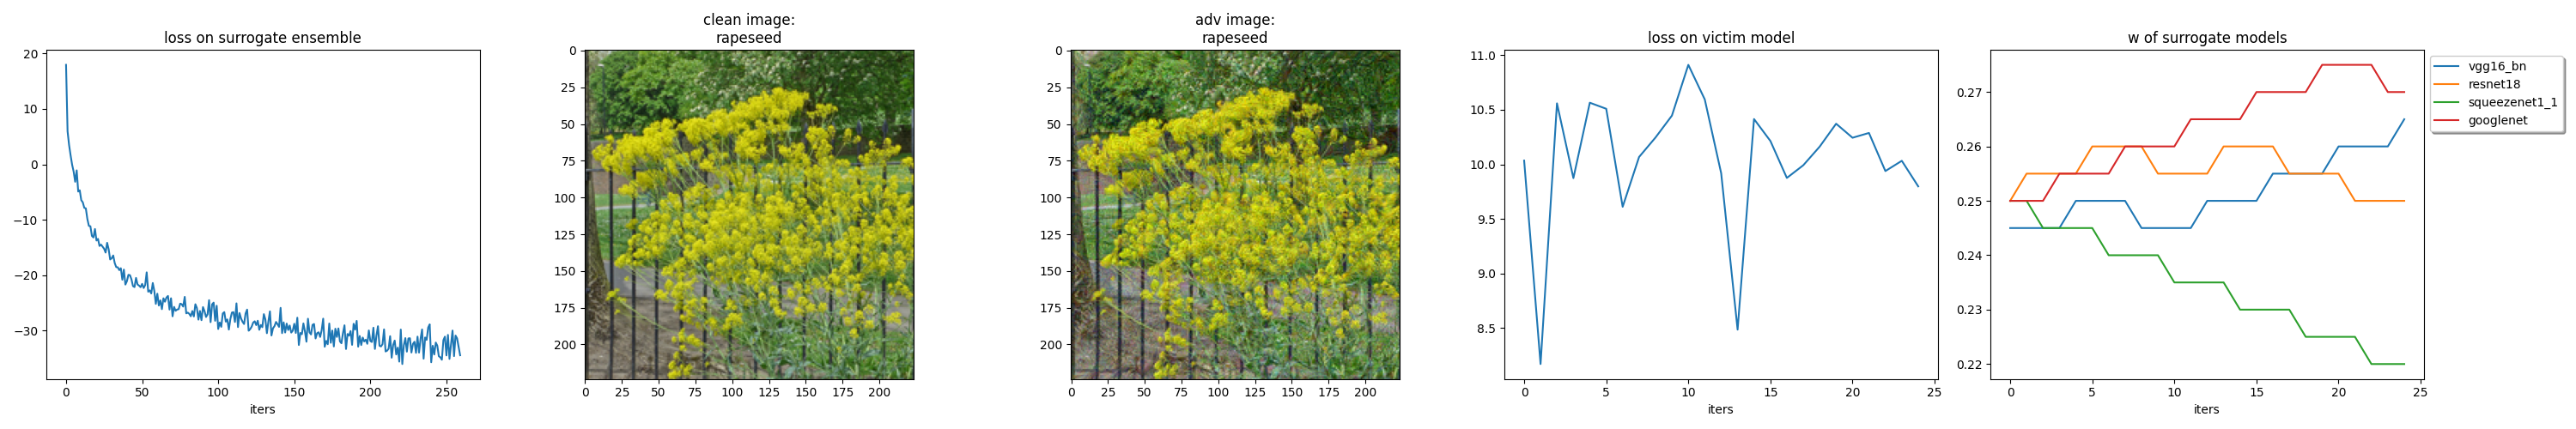 loss on surrogate ensemble
20
10
0
−10
−20
−30
0 50 100 150 200 250
iters
clean image:
rapeseed
0
25
50
75
100
125
150
175
200
0 25 50 75 100 125 150 175 200
adv image:
rapeseed
0
25
50
75
100
125
150
175
200
0 25 50 75 100 125 150 175 200
loss on victim model
11.0
10.5
10.0
9.5
9.0
8.5
0 5 10 15 20 25
iters
w of surrogate models
0.27
0.26
0.25
0.24
0.23
0.22
0 5 10 15 20 25
iters
vgg16_bn
resnet18
squeezenet1_1
googlenet